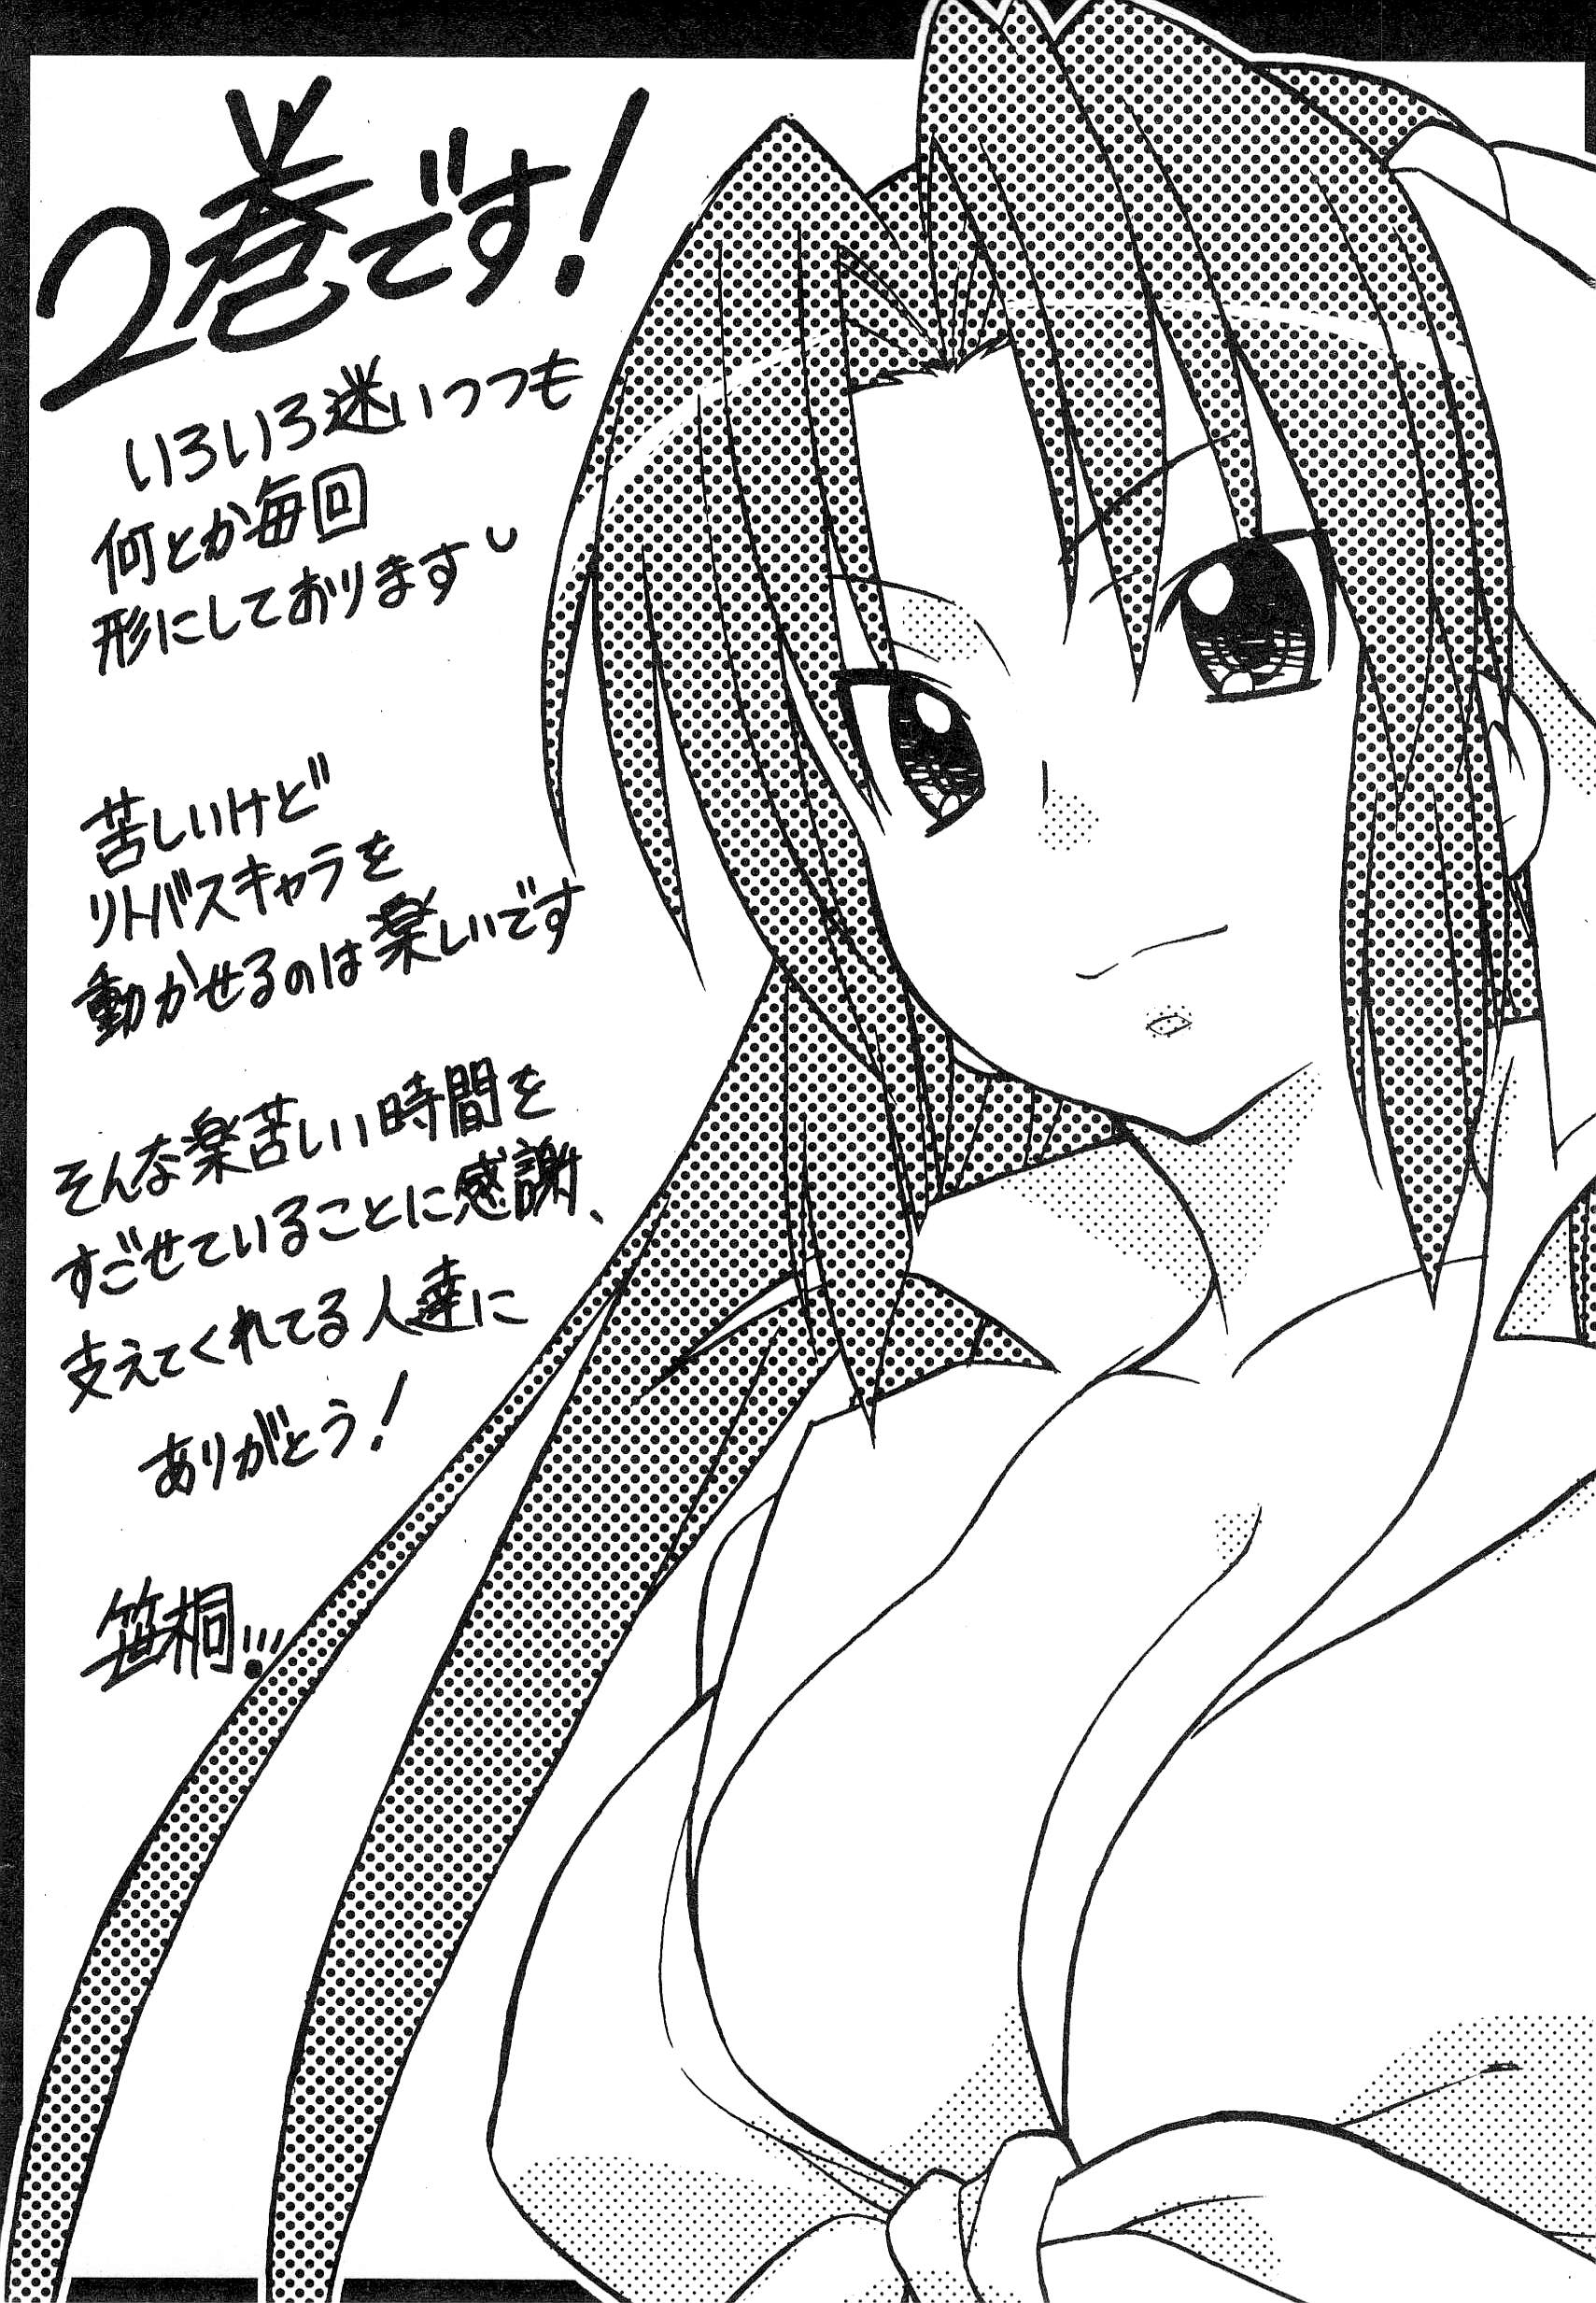 2巻です!
いろいろ迷いつつも
何とか毎回
形にしております
苦しいけど
リトバスキャラを
動かせるのは楽しいです
そんな楽苦しい時間を
すごせていることに感謝、
支えてくれてる人達に
ありがとう!
笹桐!!!